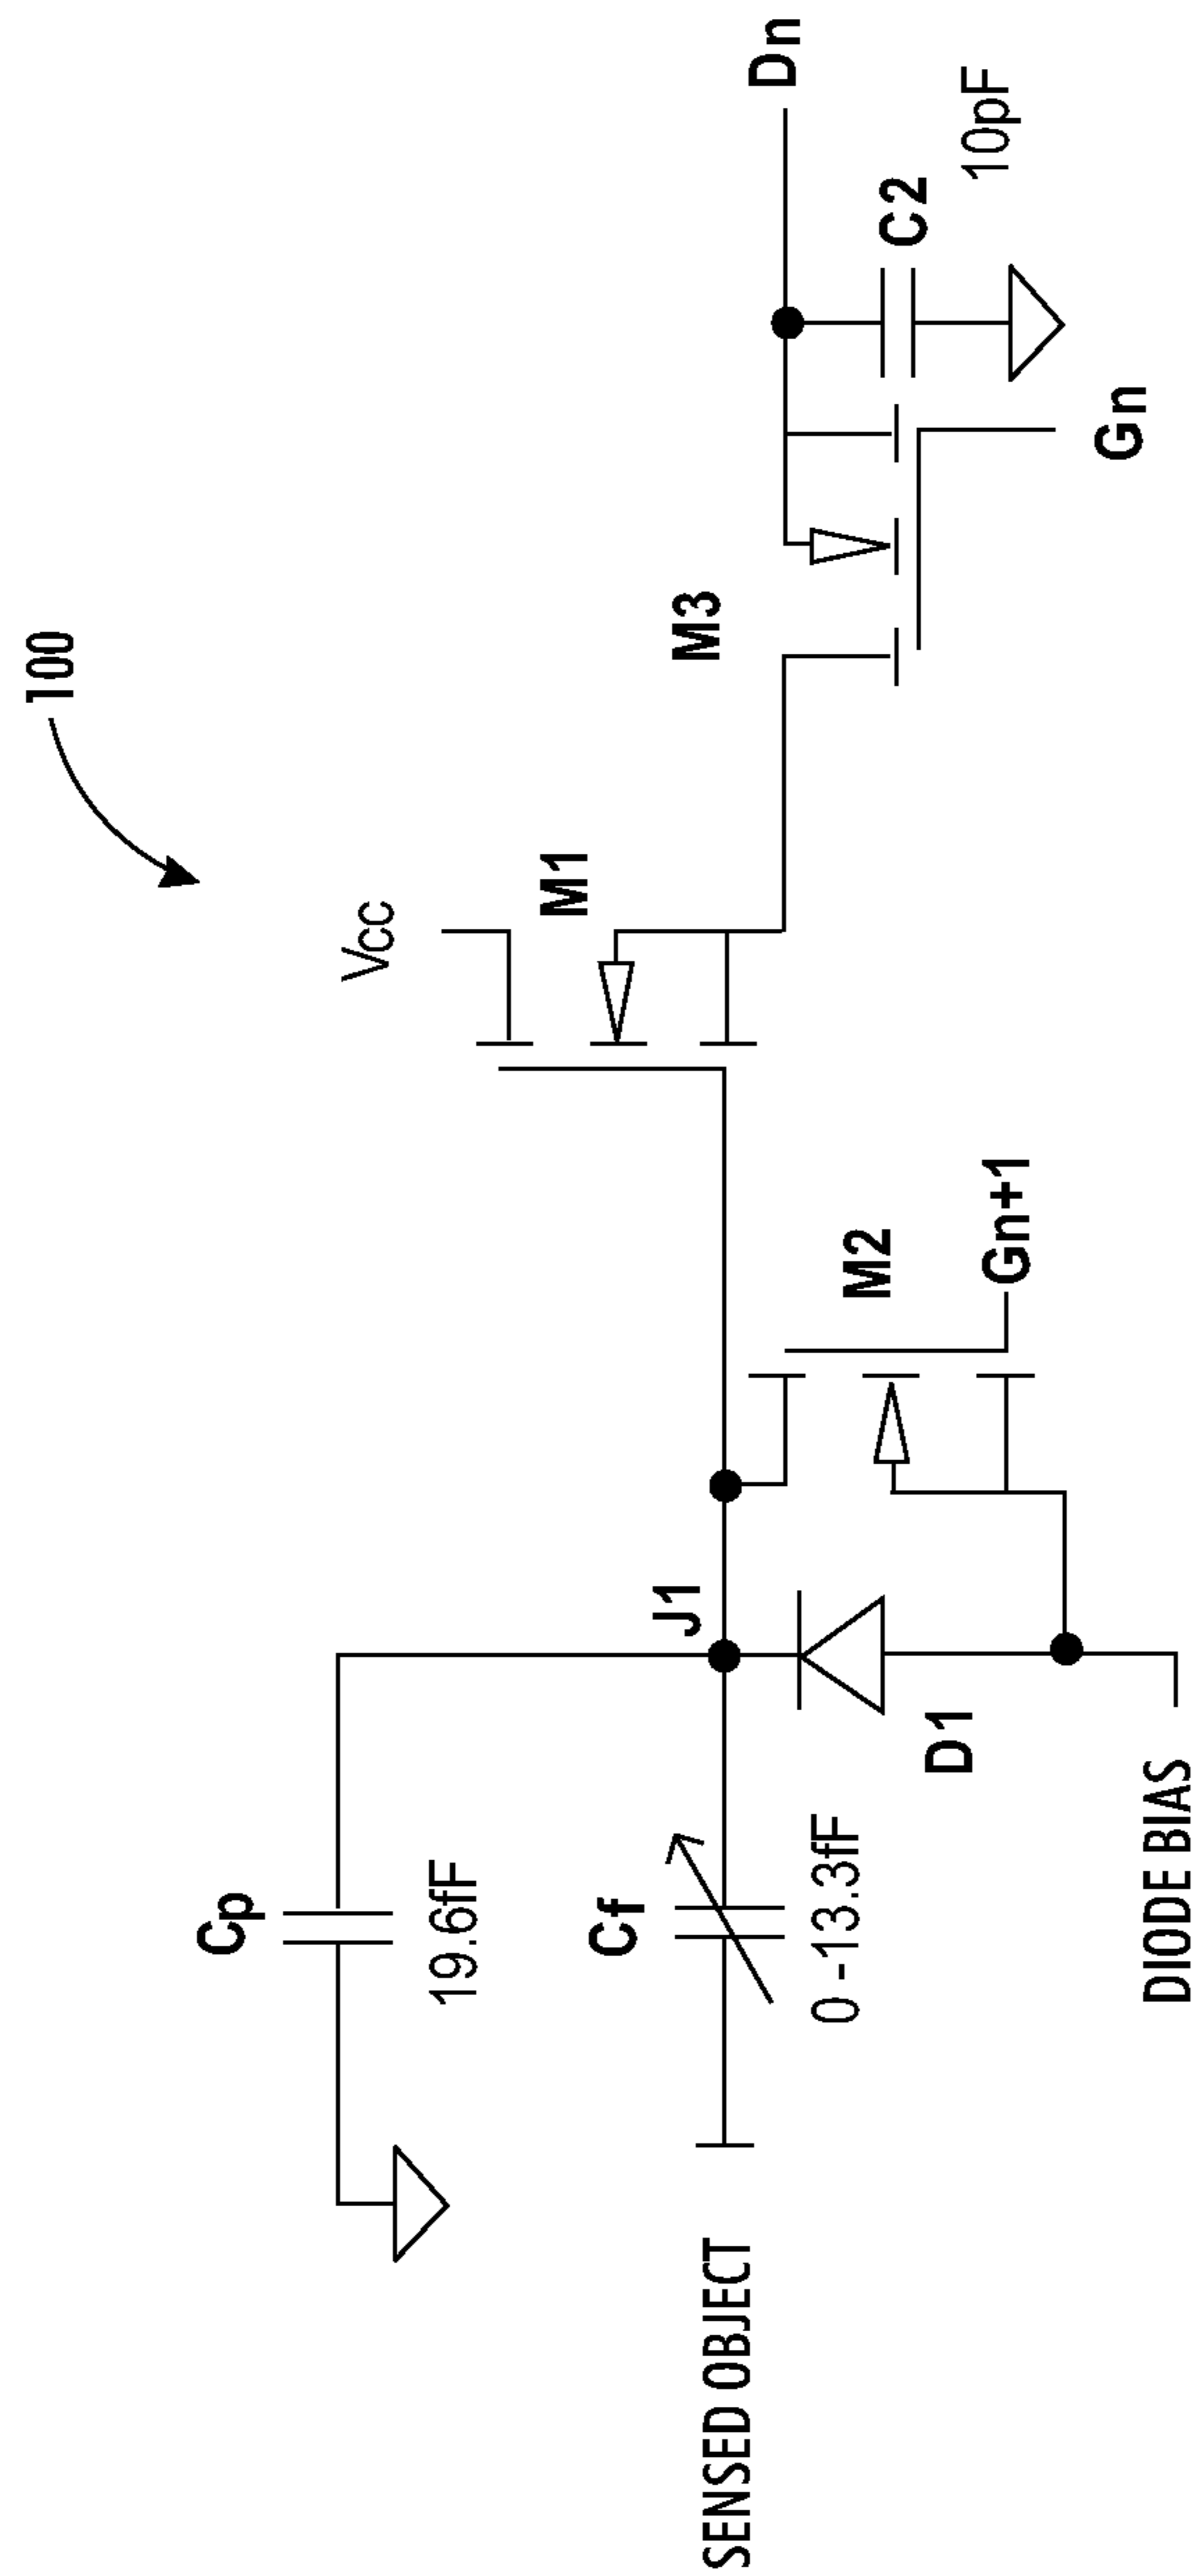 100
Vcc
Cp
19.6fF
M1
J1
M3
Dn
Cf
0 -13.3fF
SENSED OBJECT
M2
C2
10pF
D1
Gn+1
Gn
DIODE BIAS